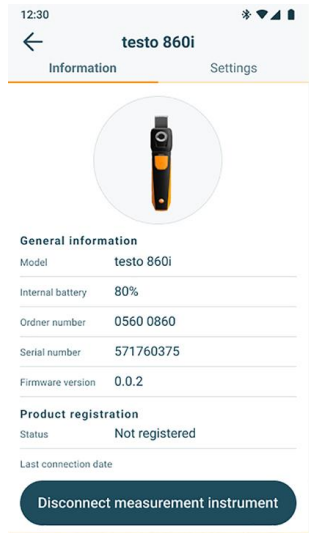 12:30
testo 860i
Information Settings
General information
Model testo 860i
Internal battery 80%
Ordner number 0560 0860
Serial number 571760375
Firmware version 0.0.2
Product registration
Status Not registered
Last connection date
Disconnect measurement instrument